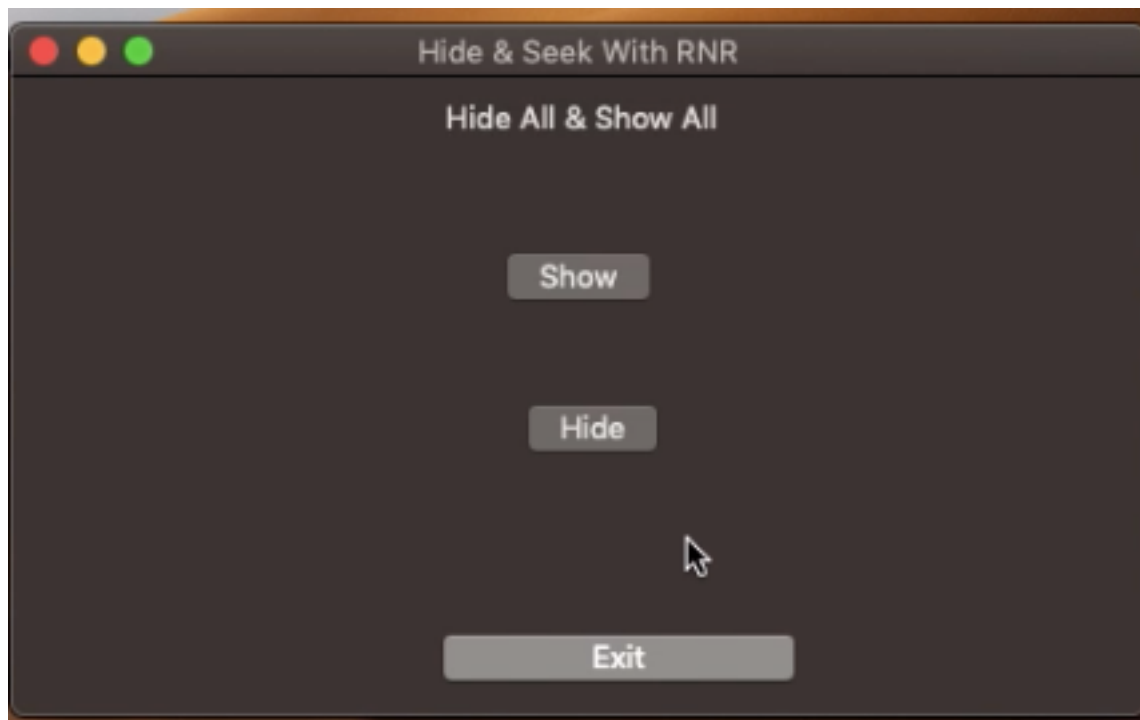 Hide & Seek With RNR
Hide All & Show All
Show
Hide
Exit